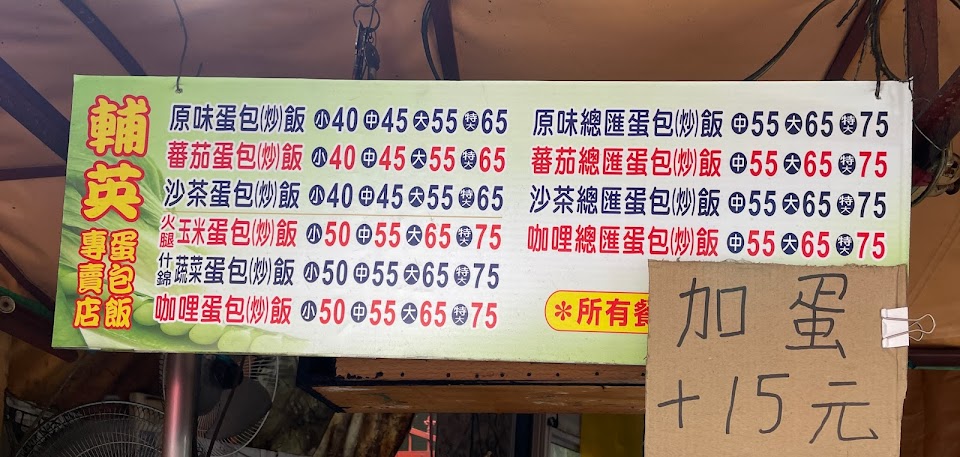 輔英
蛋包飯
專賣店
原味蛋包(炒)飯 小40 中45 大55 特大65
蕃茄蛋包(炒)飯 小40 中45 大55 特大65
沙茶蛋包(炒)飯 小40 中45 大55 特大65
火腿玉米蛋包(炒)飯 小50 中55 大65 特大75
什錦蔬菜蛋包(炒)飯 小50 中55 大65 特大75
咖哩蛋包(炒)飯 小50 中55 大65 特大75
原味總匯蛋包(炒)飯 中55 大65 特大75
蕃茄總匯蛋包(炒)飯 中55 大65 特大75
沙茶總匯蛋包(炒)飯 中55 大65 特大75
咖哩總匯蛋包(炒)飯 中55 大65 特大75
*所有餐
加蛋
+15元